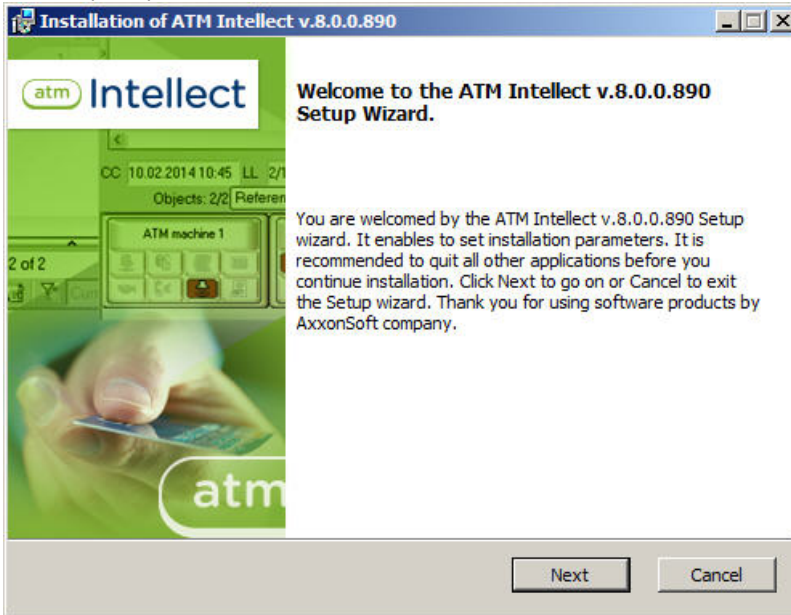 Installation of ATM Intellect v.8.0.0.890
atm Intellect
CC 10.02.2014 10:45 LL
Objects: 2/2
ATM machine 1
2 of 2
atm
Welcome to the ATM Intellect v.8.0.0.890
Setup Wizard.
You are welcomed by the ATM Intellect v.8.0.0.890 Setup
wizard. It enables to set installation parameters. It is
recommended to quit all other applications before you
continue installation. Click Next to go on or Cancel to exit
the Setup wizard. Thank you for using software products by
AxxonSoft company.
Next
Cancel